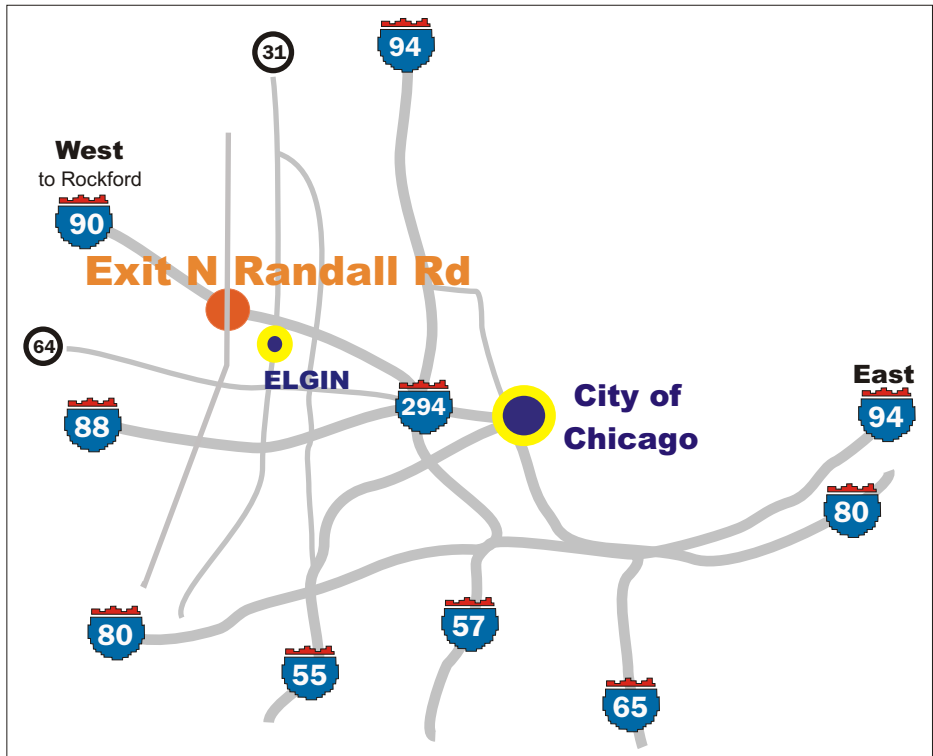 31
94
West
to Rockford
90
Exit N Randall Rd
64
ELGIN
88
294
City of
Chicago
East
94
80
80
57
55
65